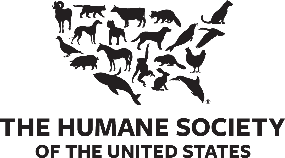 THE HUMANE SOCIETY
OF THE UNITED STATES